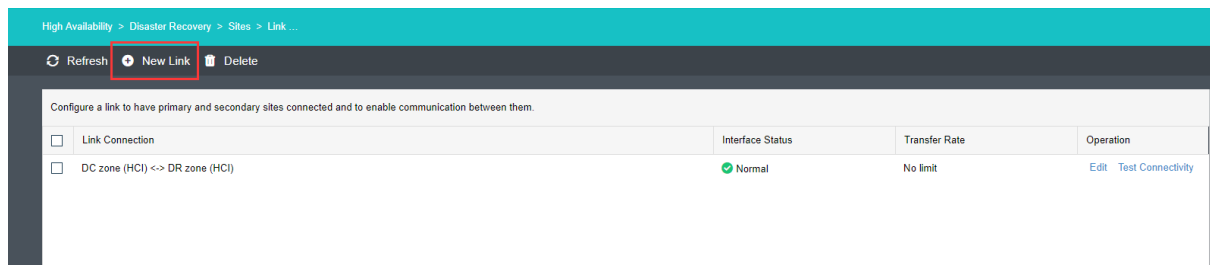 High Availability > Disaster Recovery > Sites > Link ...
Refresh New Link Delete
Configure a link to have primary and secondary sites connected and to enable communication between them.
Link Connection Interface Status Transfer Rate Operation
DC zone (HCI) <-> DR zone (HCI) Normal No limit Edit Test Connectivity